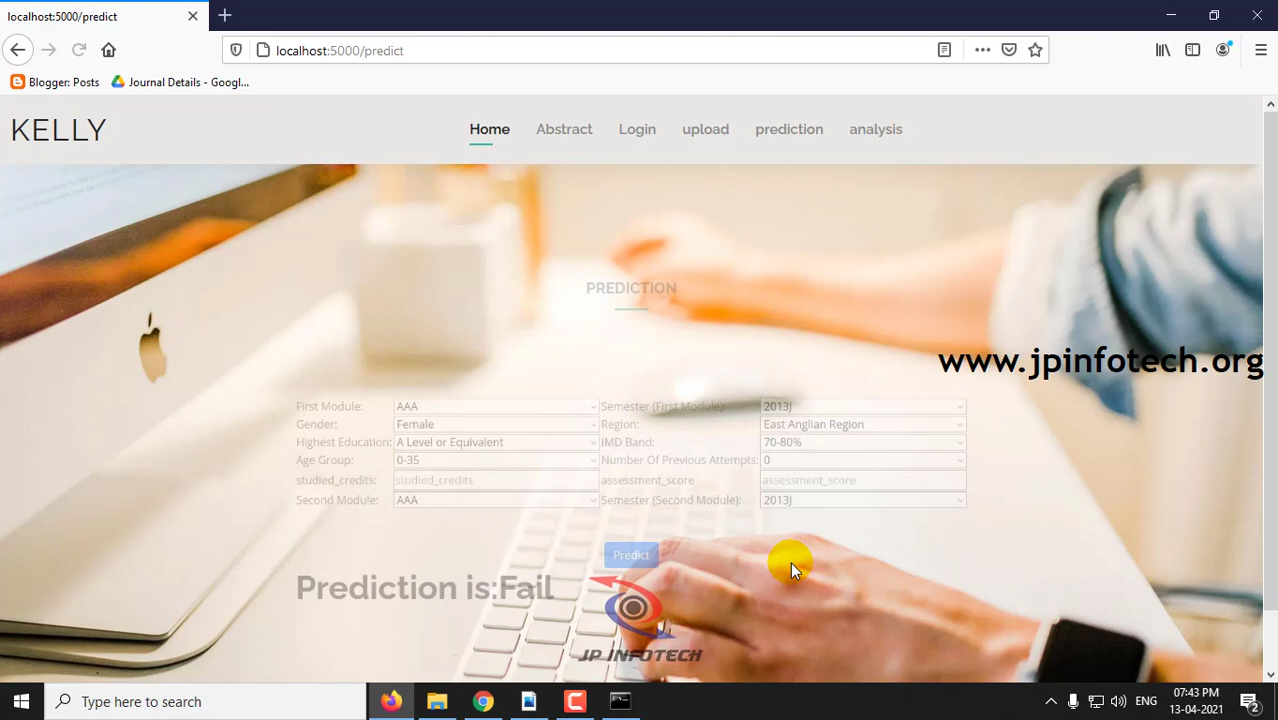 localhost:5000/predict
localhost:5000/predict
Blogger: Posts
Journal Details - Googl...
KELLY
Home Abstract Login upload prediction analysis
PREDICTION
www.jpinfotech.org
First Module: AAA Semester (First Module): 2013J
Gender: Female Region: East Anglian Region
Highest Education: A Level or Equivalent IMD Band: 70-80%
Age Group: 0-35 Number Of Previous Attempts: 0
studied_credits: studied_credits assessment_score assessment_score
Second Module: AAA Semester (Second Module): 2013J
Predict
Prediction is:Fail
JP INFOTECH
Type here to search
ENG
07:43 PM
13-04-2021
2